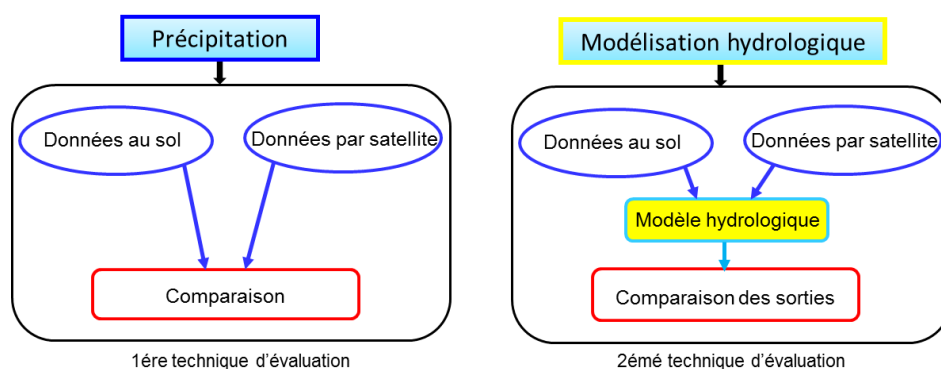 Précipitation
Données au sol
Données par satellite
Comparaison
1ére technique d'évaluation
Modélisation hydrologique
Données au sol
Données par satellite
Modèle hydrologique
Comparaison des sorties
2émé technique d'évaluation